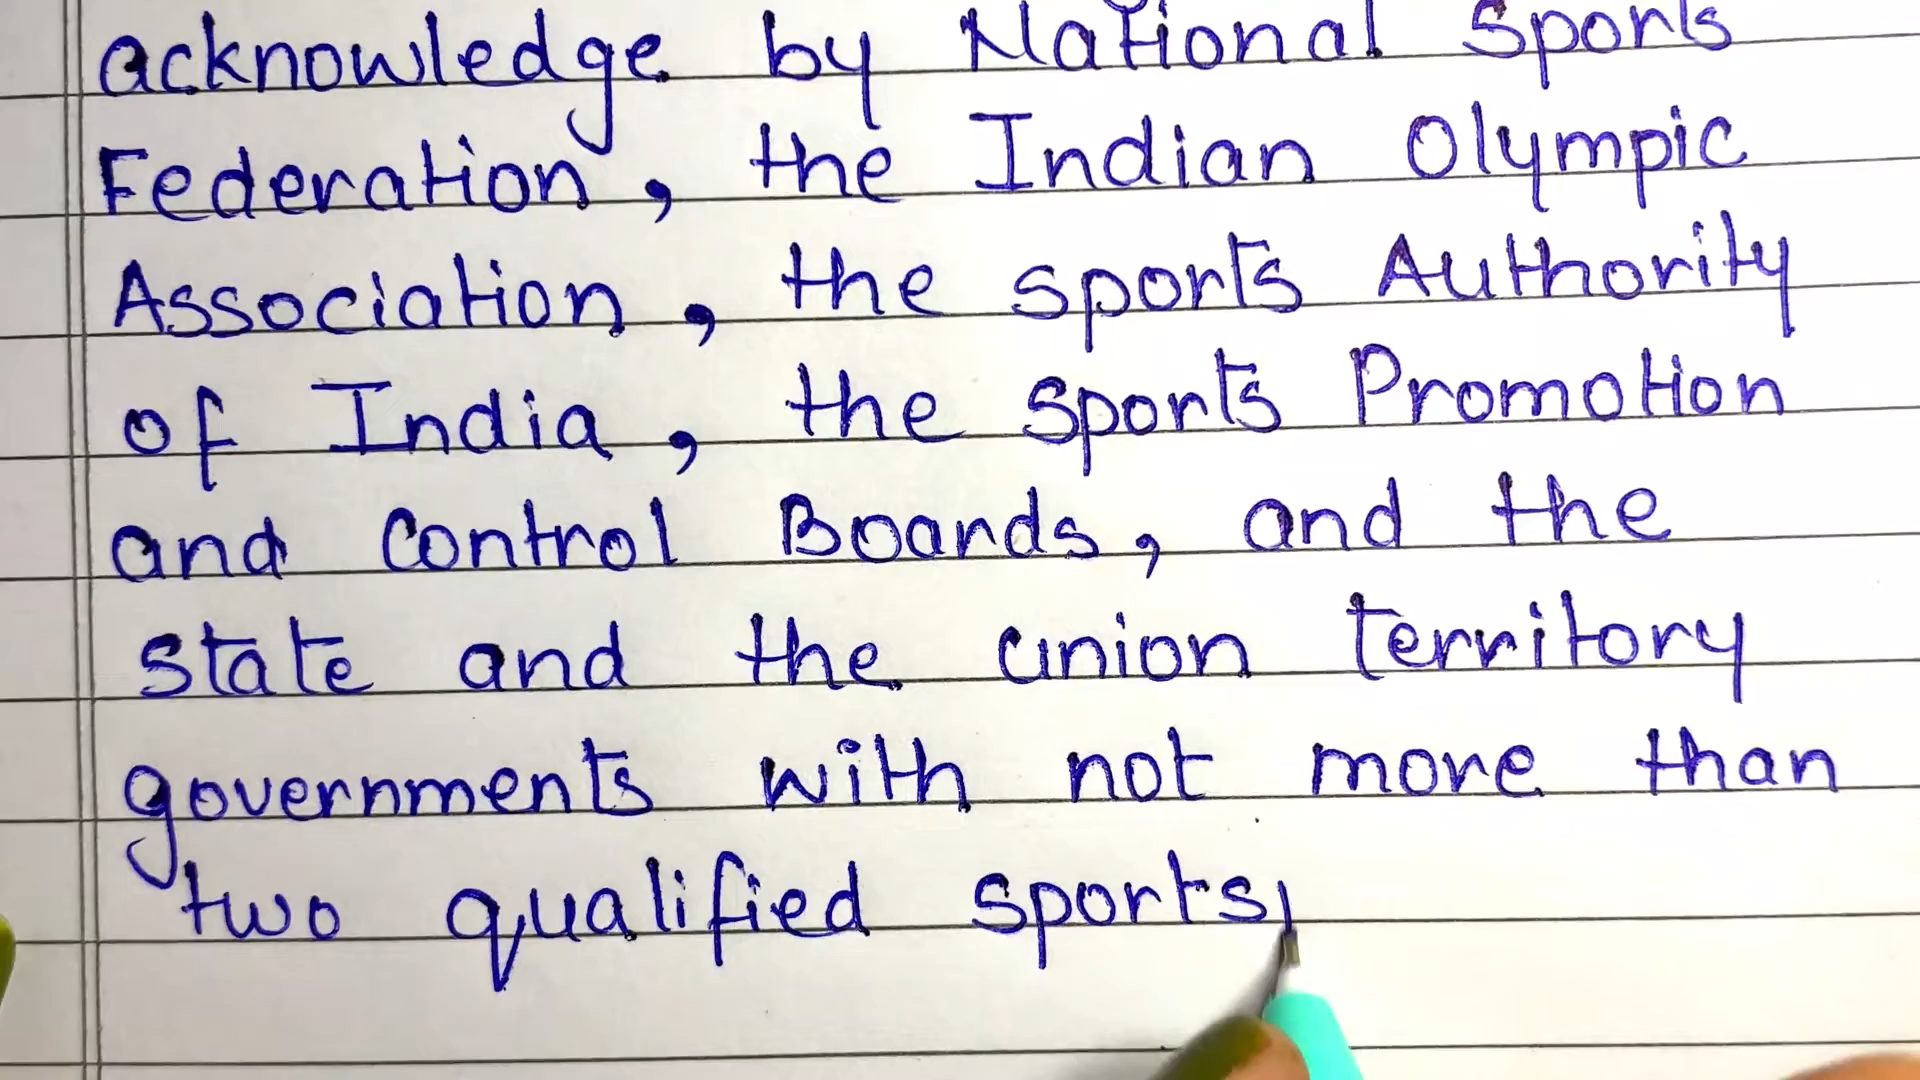 acknowledge by National Sports
Federation, the Indian Olympic
Association, the sports Authority
of India, the sports Promotion
and Control Boards, and the
state and the union territory
governments with not more than
two qualified sports